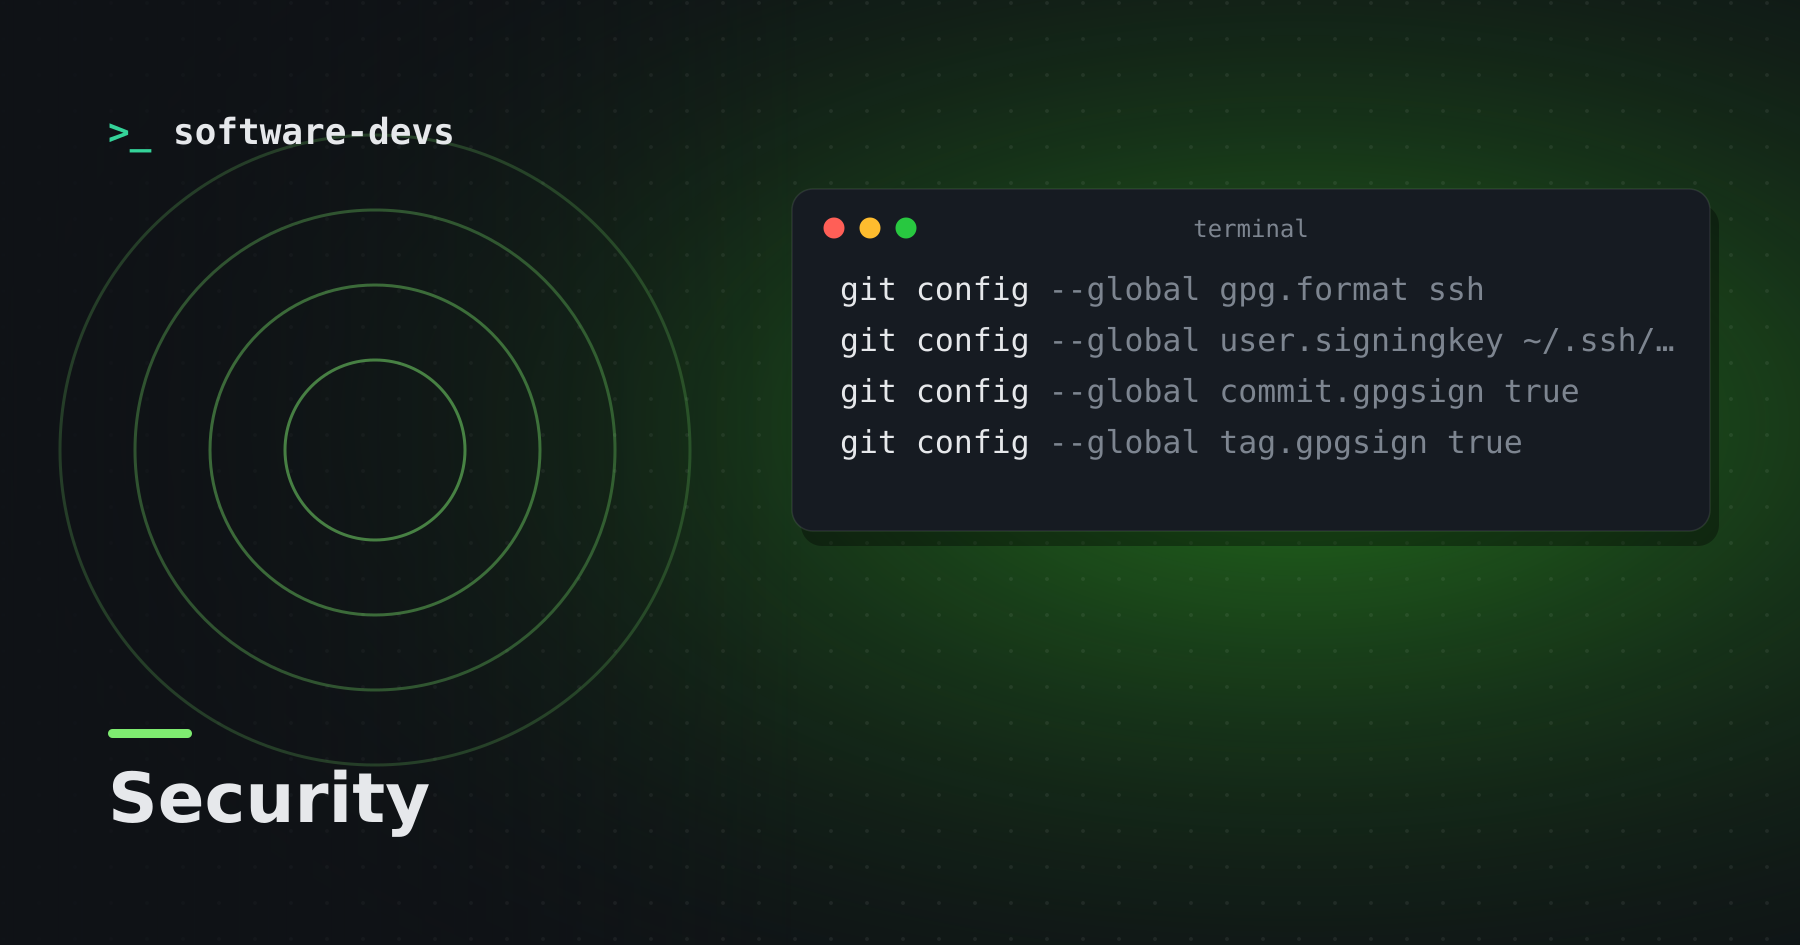 >_ software-devs
terminal
git config --global gpg.format ssh
git config --global user.signingkey ~/.ssh/…
git config --global commit.gpgsign true
git config --global tag.gpgsign true
Security